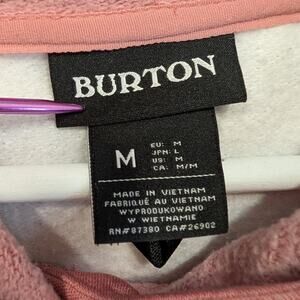 BURTON
M
EU: M
JPN: L
US: M
CA: M/M
MADE IN VIETNAM
FABRIQUÉ AU VIETNAM
WYPRODUKOWANO
W WIETNAMIE
RN#87380 CA#26902